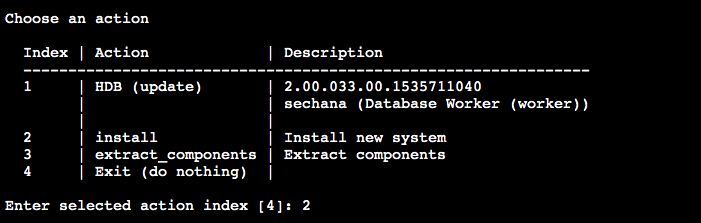 Choose an action
Index | Action | Description
----------------------------------------------------------------
1 | HDB (update) | 2.00.033.00.1535711040
| | sechana (Database Worker (worker))
| |
2 | install | Install new system
3 | extract_components | Extract components
4 | Exit (do nothing) |
Enter selected action index [4]: 2